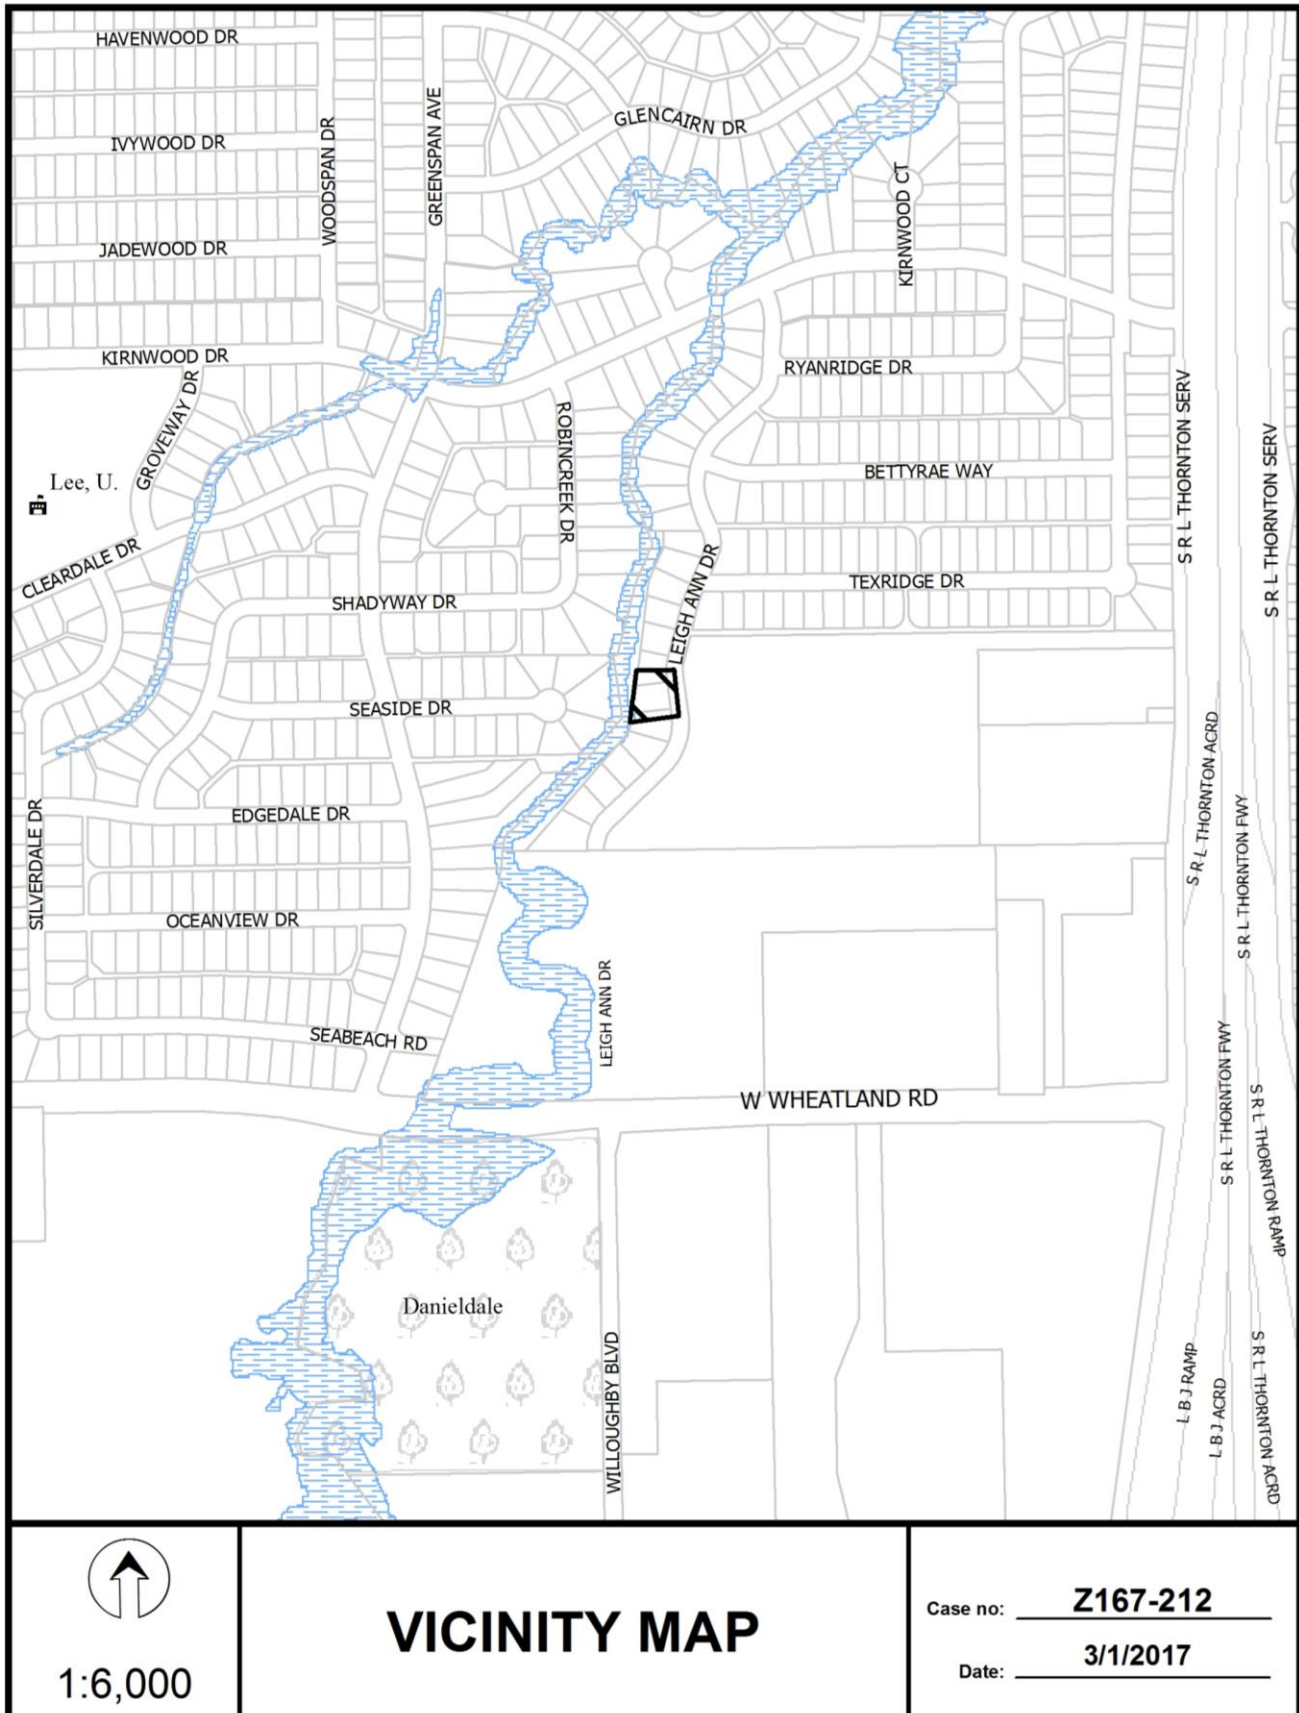 HAVENWOOD DR
IVYWOOD DR
WOODSPAN DR
GREENSPAN AVE
GLENCAIRN DR
JADEWOOD DR
KIRNWOOD CT
KIRNWOOD DR
RYANRIDGE DR
GROVEWAY DR
ROBINCREEK DR
S R L THORNTON SERV
S R L THORNTON SERV
BETTYRAE WAY
Lee, U.
CLEARDALE DR
LEIGH ANN DR
TEXRIDGE DR
SHADYWAY DR
SEASIDE DR
S R L THORNTON ACRD
EDGEDALE DR
SILVERDALE DR
S R L THORNTON FWY
OCEANVIEW DR
LEIGH ANN DR
SEABEACH RD
S R L THORNTON FWY
W WHEATLAND RD
S R L THORNTON RAMP
Danieldale
WILLOUGHBY BLVD
L B J RAMP
L B J ACRD
S R L THORNTON ACRD
1:6,000
VICINITY MAP
Case no: Z167-212
Date: 3/1/2017